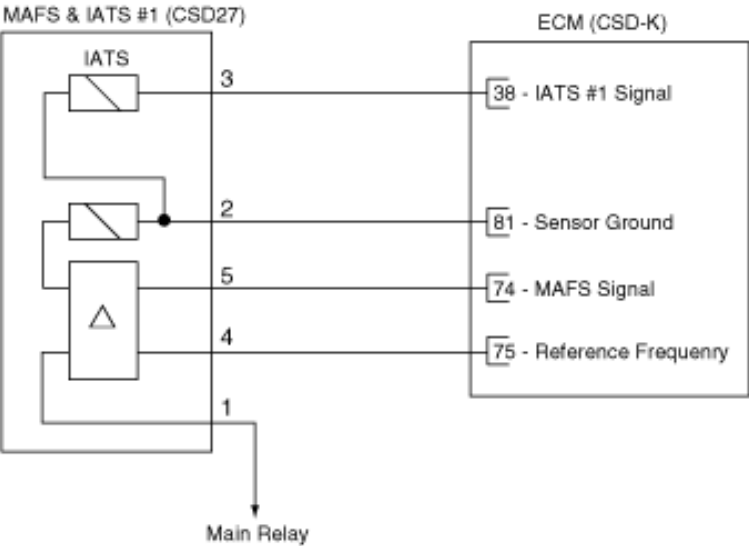 MAFS & IATS #1 (CSD27)
ECM (CSD-K)
IATS
3
38 - IATS #1 Signal
2
81 - Sensor Ground
5
74 - MAFS Signal
4
75 - Reference Frequenry
1
Main Relay